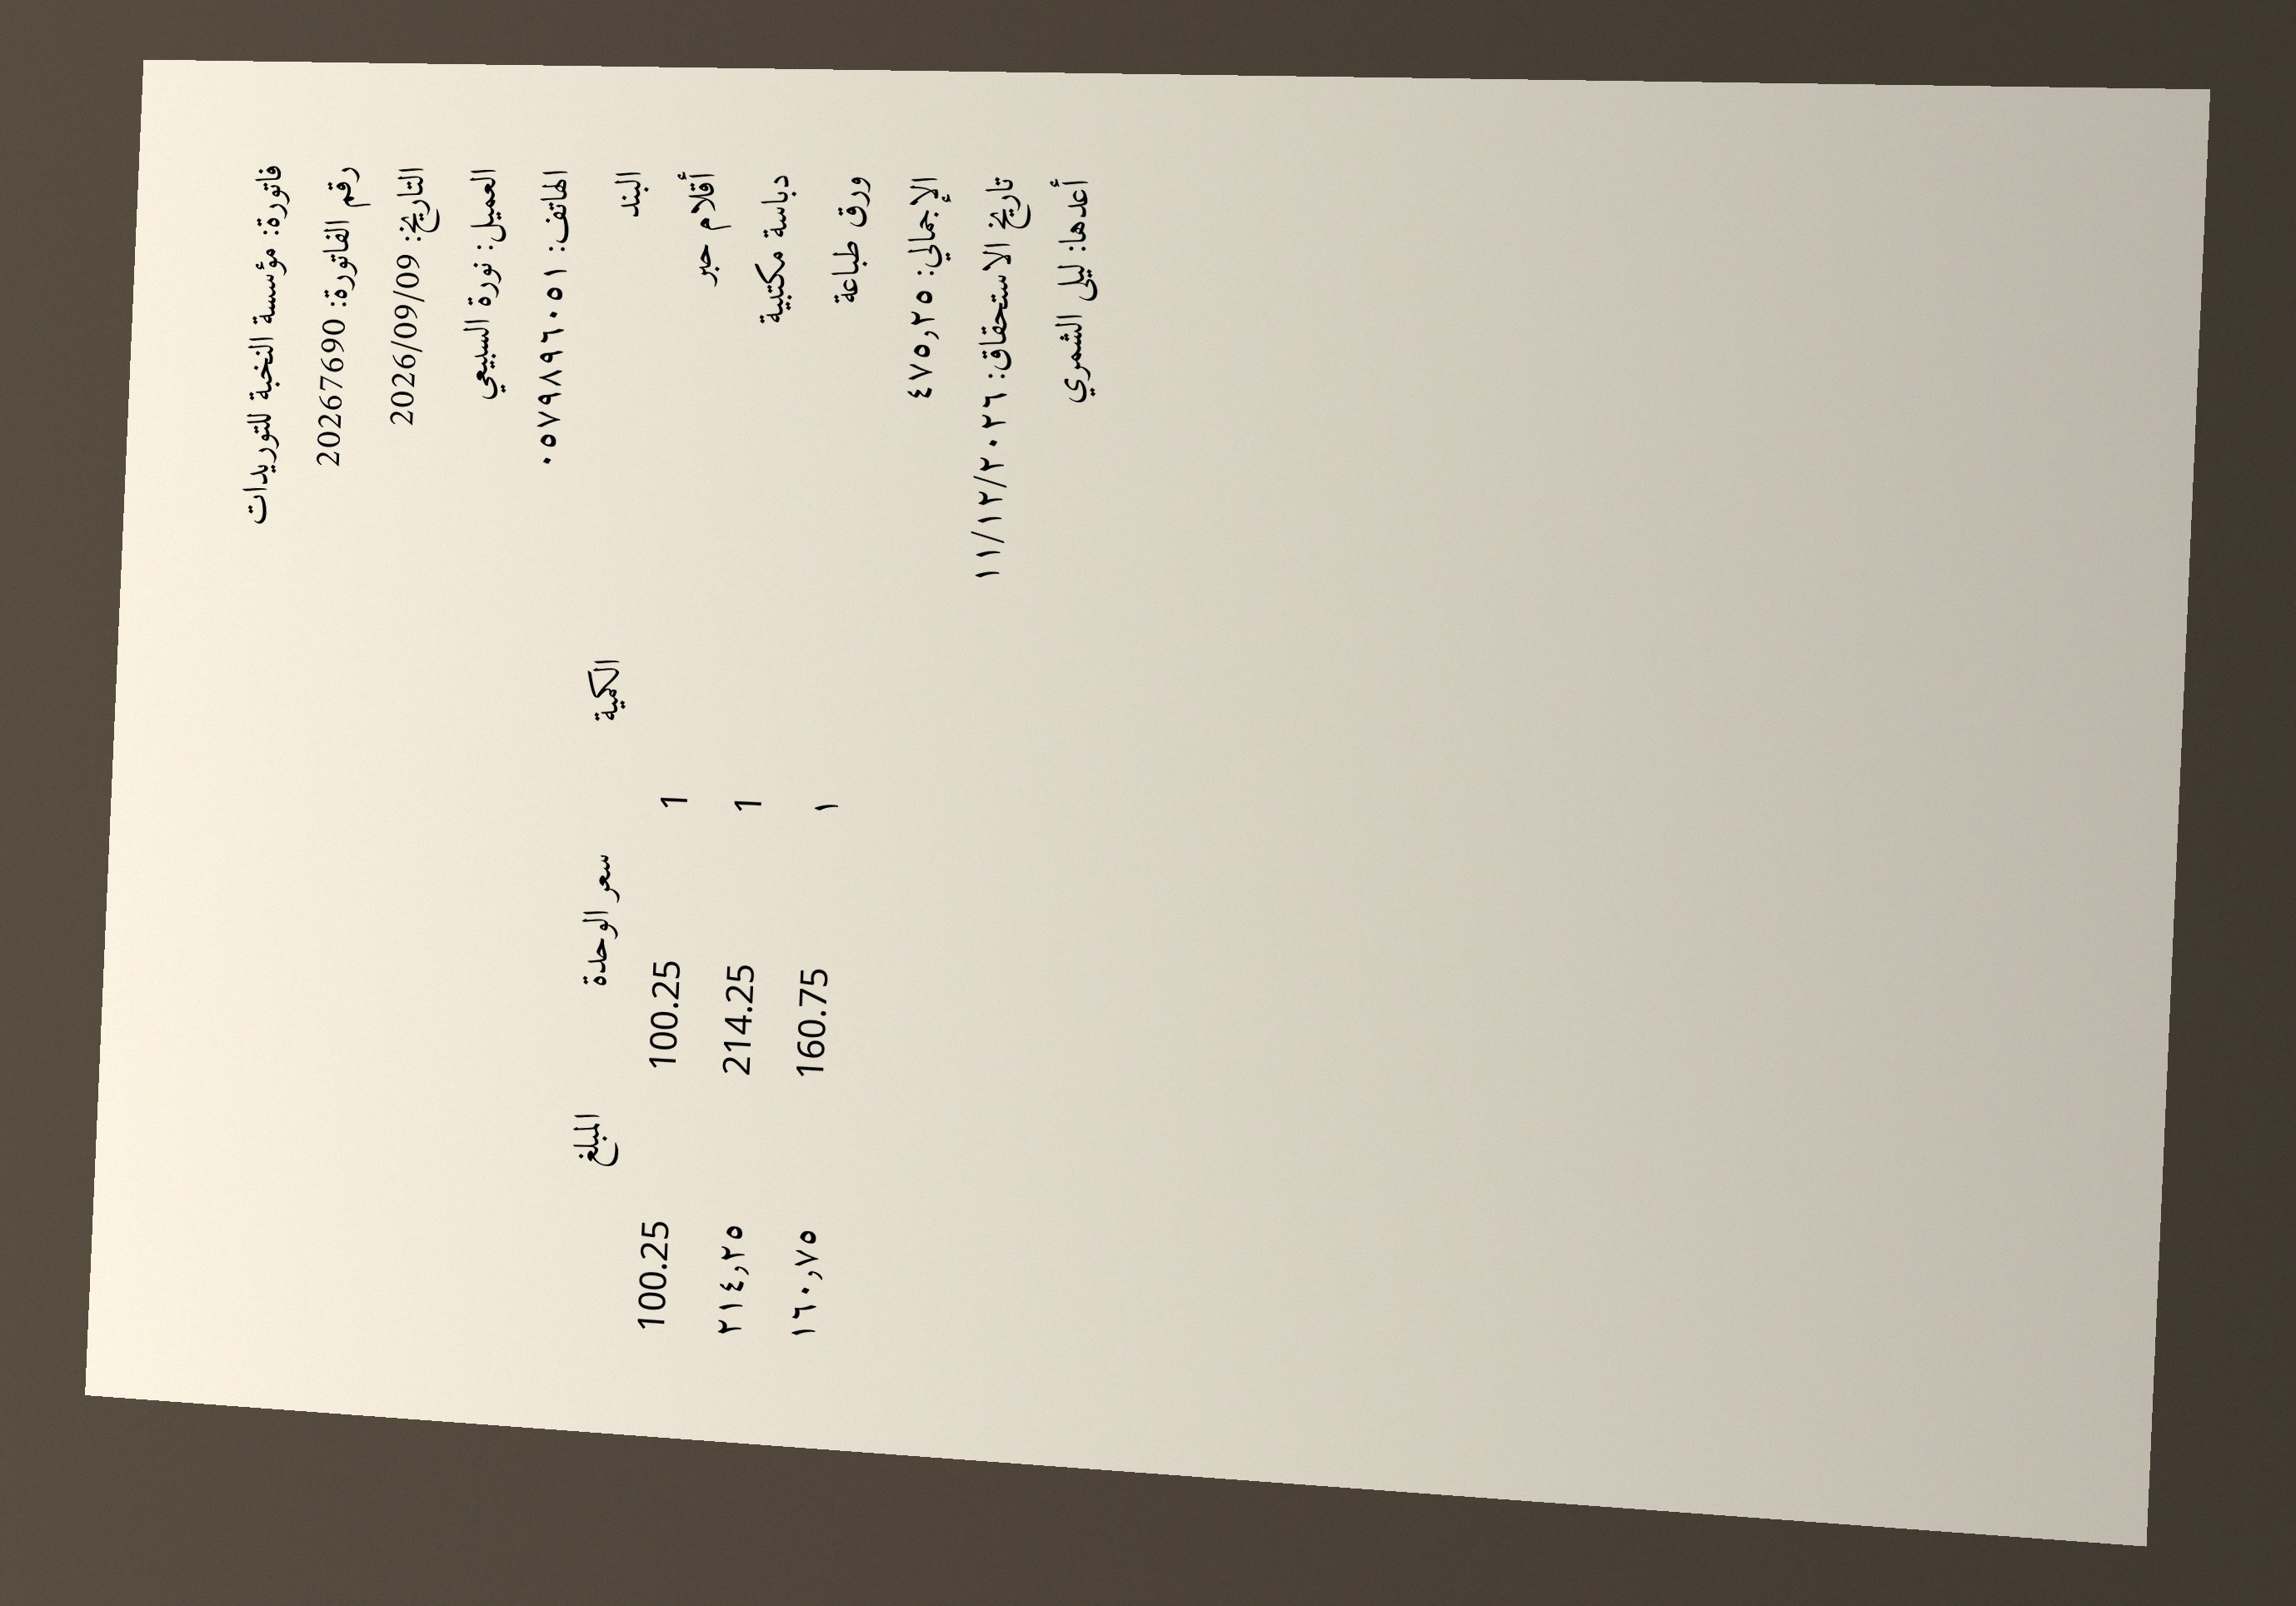 فاتورة: مؤسسة النخبة للتوريدات
رقم الفاتورة: 20267690
التاريخ: 2026/09/09
العميل: نورة السبيعي
الهاتف: ٠٥٧٩٨٩٦٠٥١
البند الكمية سعر الوحدة المبلغ
أقلام حبر 1 100.25 100.25
دباسة مكتبية 1 214.25 ٢١٤٫٢٥
ورق طباعة ١ 160.75 ١٦٠٫٧٥
الإجمالي: ٤٧٥٫٢٥
تاريخ الاستحقاق: ١١/١٢/٢٠٢٦
أعدها: ليلى الشمري